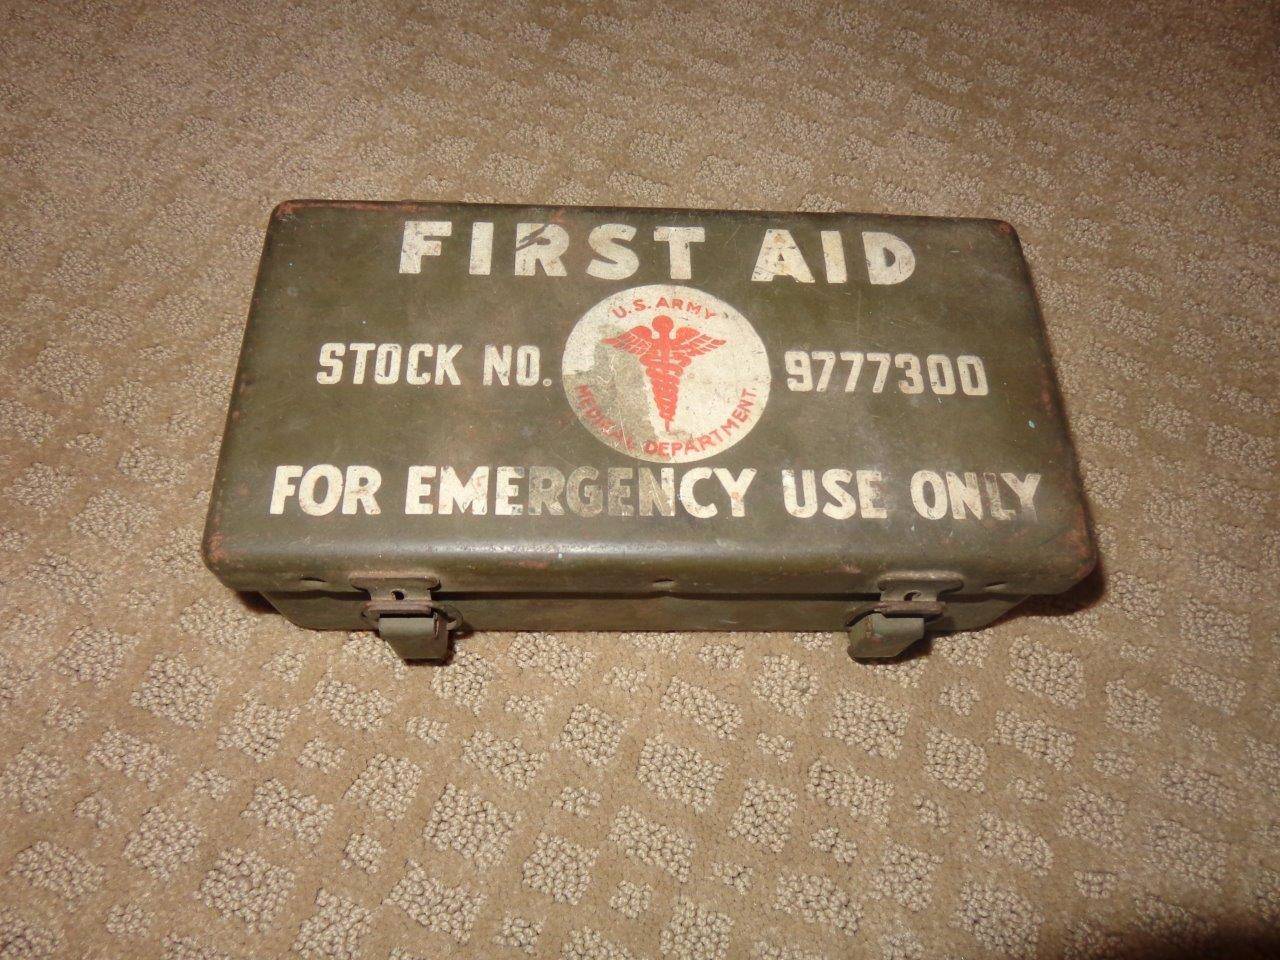 FIRST AID
U.S. ARMY
STOCK NO. 9777300
MEDICAL DEPARTMENT.
FOR EMERGENCY USE ONLY